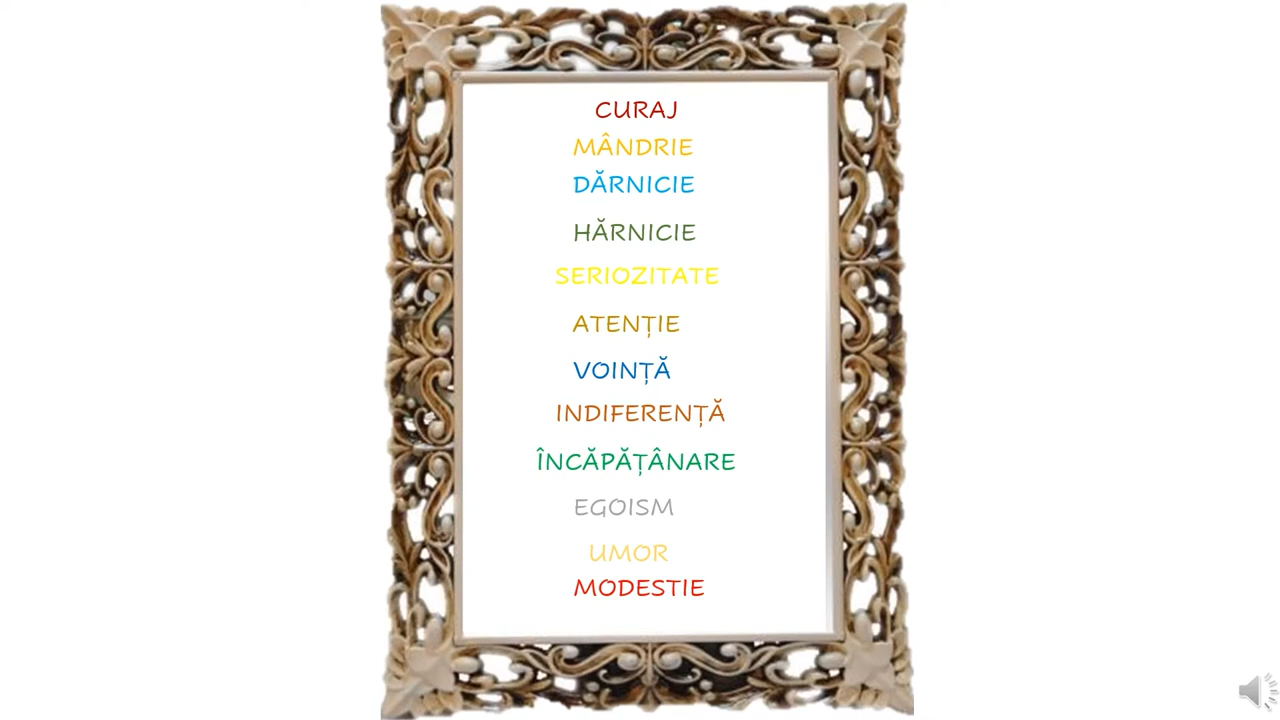 CURAJ
MÂNDRIE
DĂRNICIE
HĂRNICIE
SERIOZITATE
ATENȚIE
VOINȚĂ
INDIFERENȚĂ
ÎNCĂPĂȚÂNARE
EGOISM
UMOR
MODESTIE